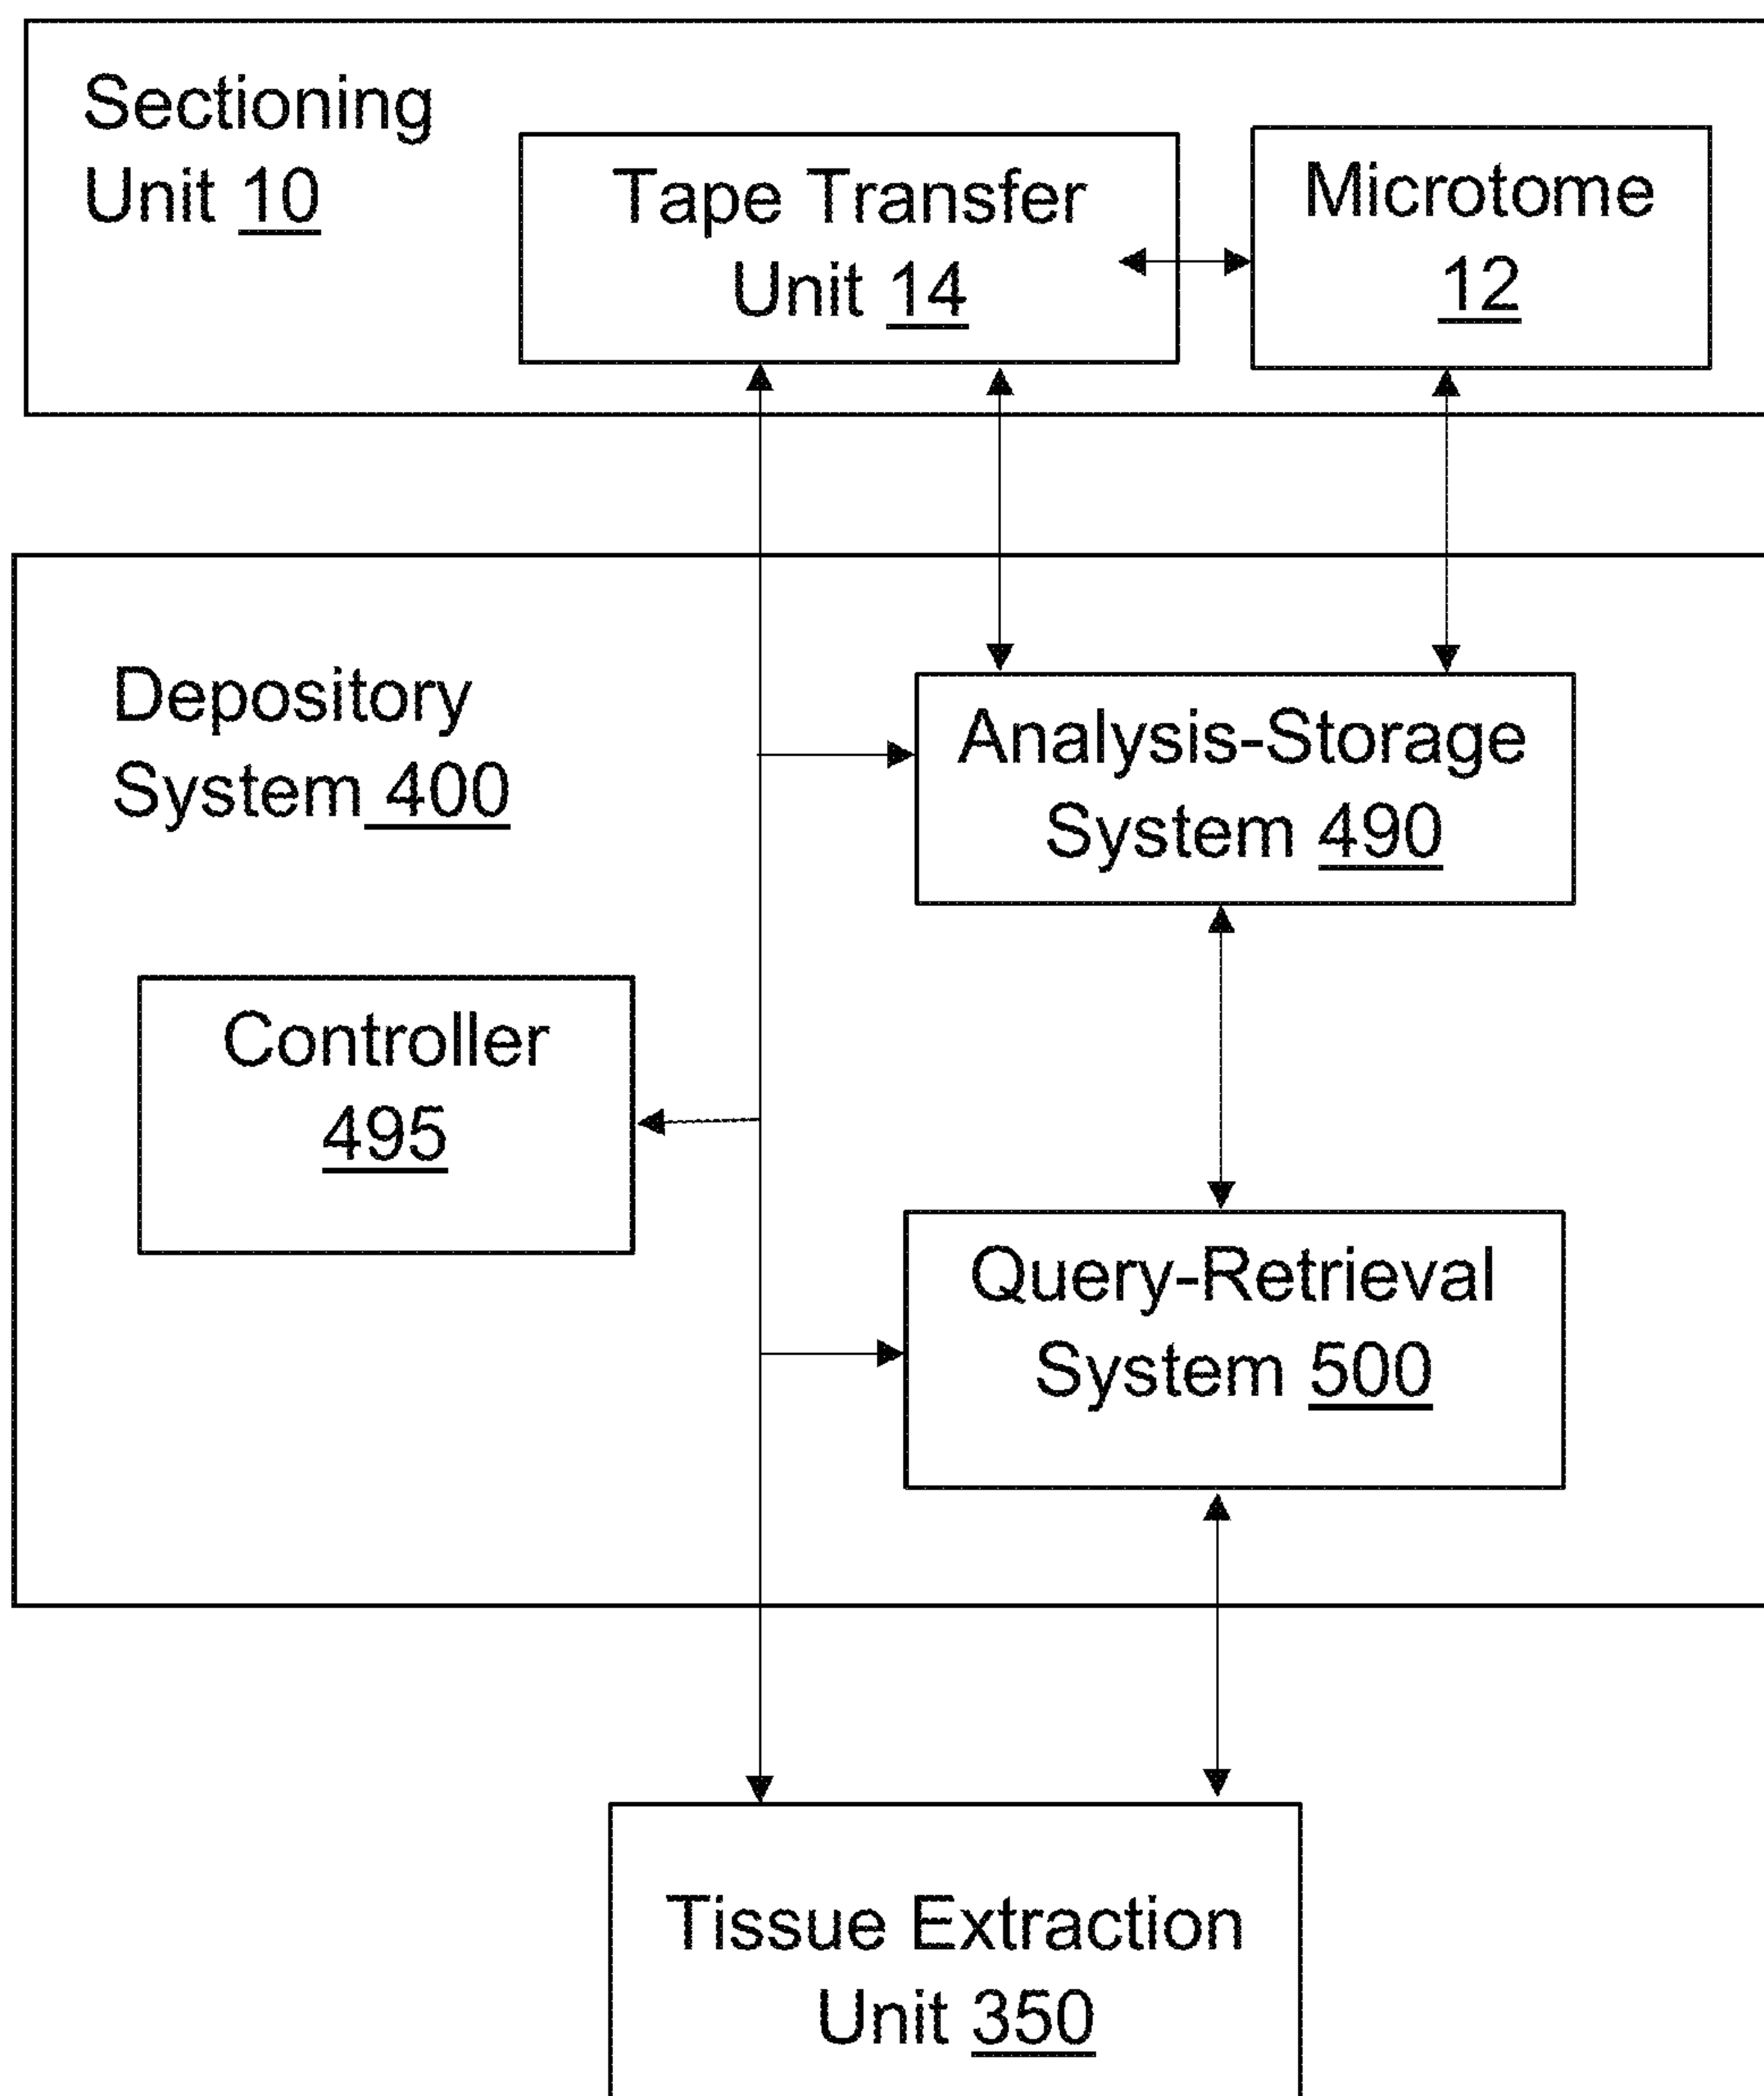 Sectioning
Unit 10
Tape Transfer
Unit 14
Microtome
12
Depository
System 400
Analysis-Storage
System 490
Controller
495
Query-Retrieval
System 500
Tissue Extraction
Unit 350